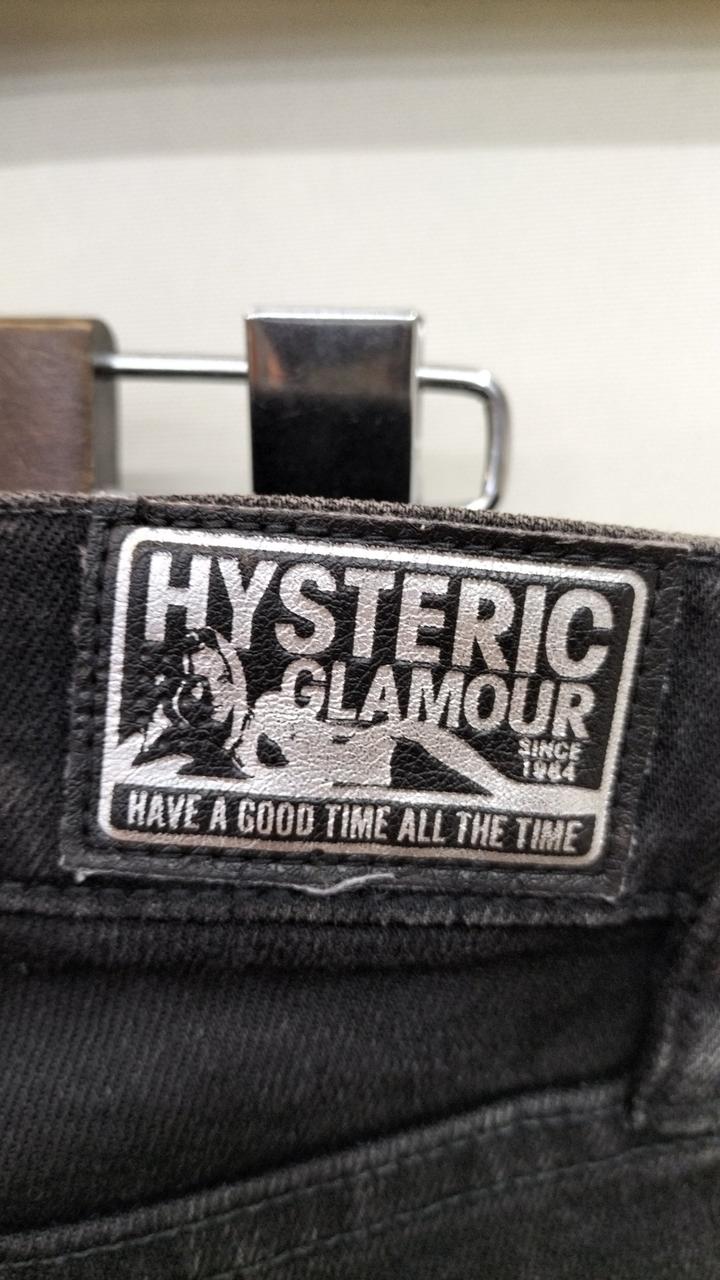 HYSTERIC
GLAMOUR
SINCE
1984
HAVE A GOOD TIME ALL THE TIME